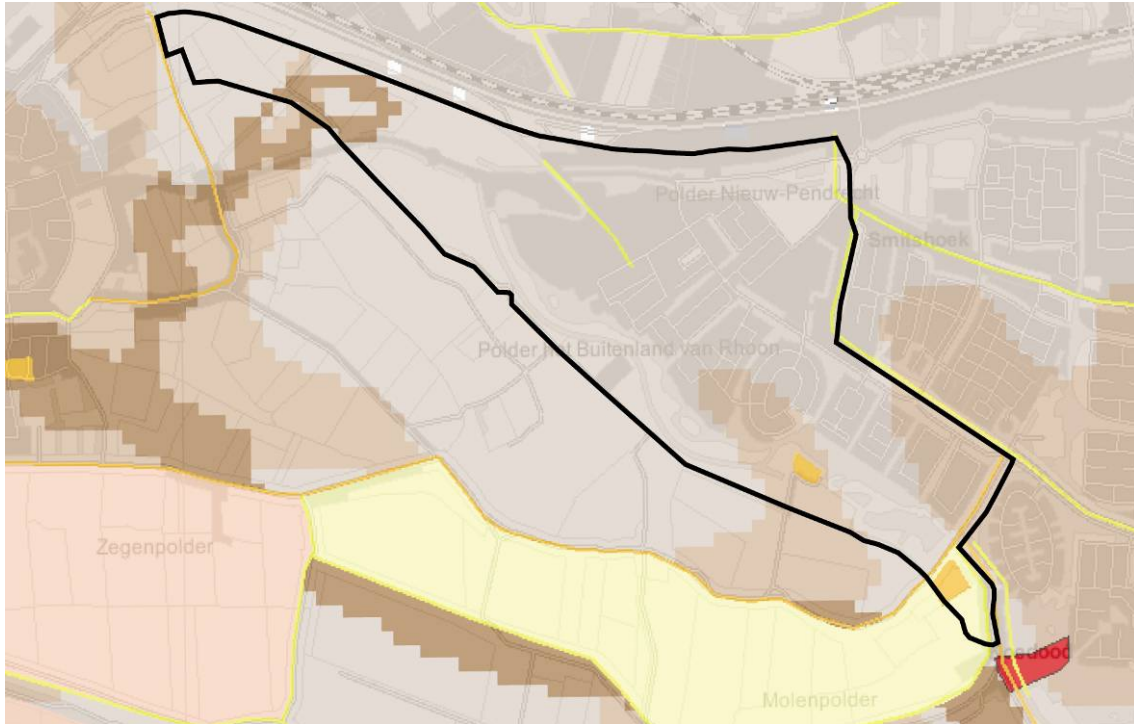 Polder Nieuw-Pendrecht
Smitshoek
Polder het Buitenland van Rhoon
Zegenpolder
Molenpolder